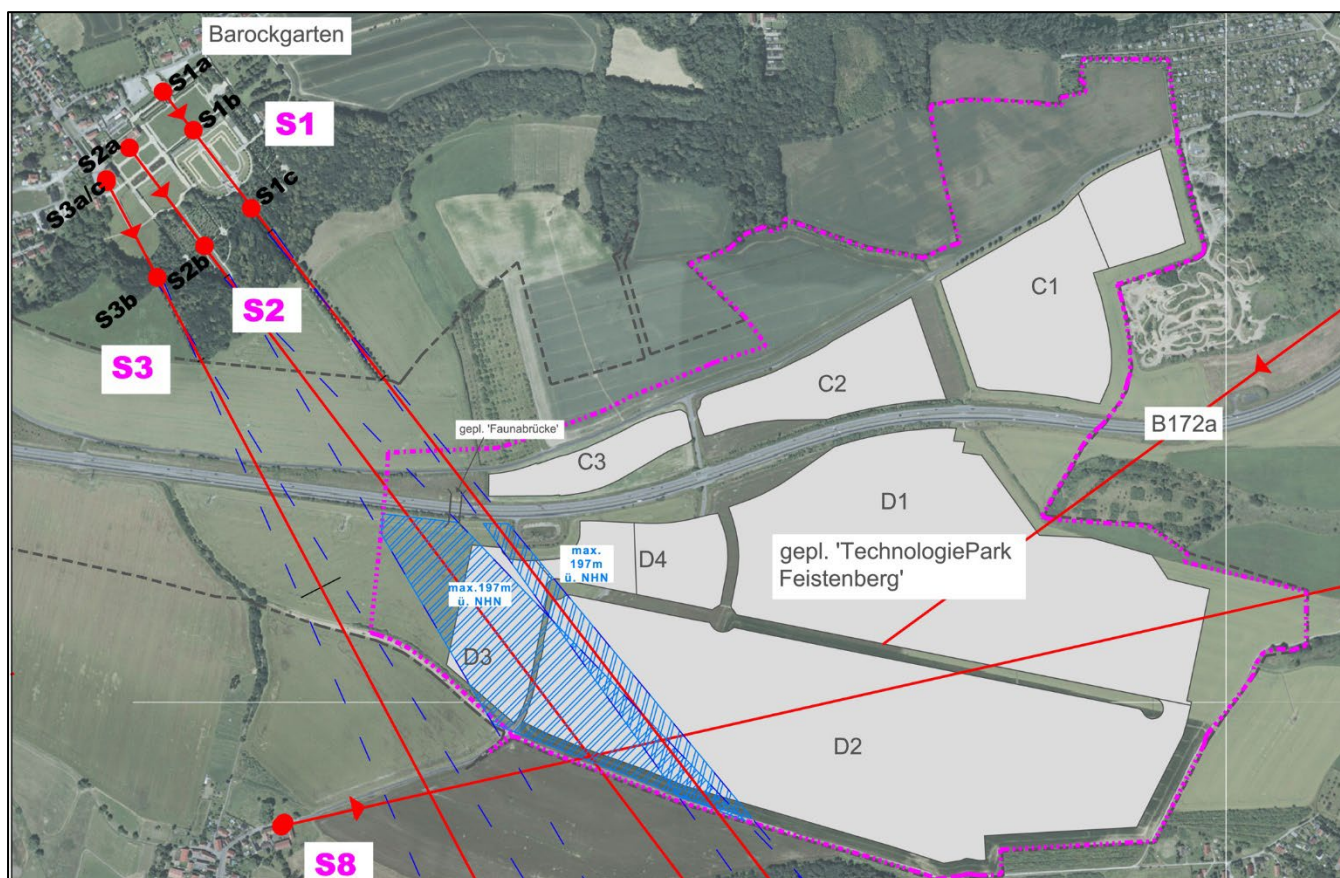 Barockgarten
S1a
S1b
S1
S2a
S3a/c
S1c
S2b
S3b
S2
S3
C1
C2
B172a
gepl. 'Faunabrücke'
C3
D1
gepl. 'TechnologiePark
Feistenberg'
D4
max.
197m
ü. NHN
max.197m
ü. NHN
D3
D2
S8